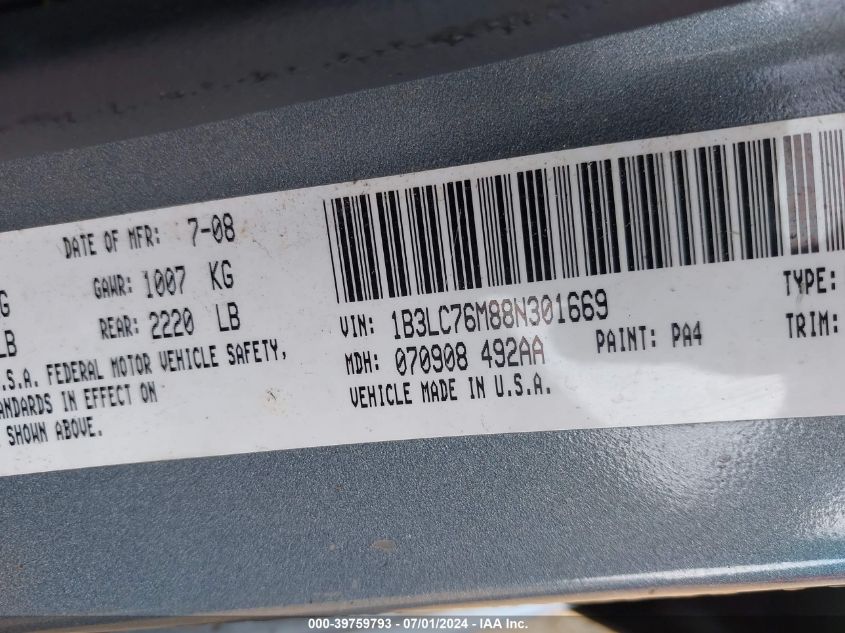 DATE OF MFR: 7-08
G GAWR: 1007 KG
LB REAR: 2220 LB
.S.A. FEDERAL MOTOR VEHICLE SAFETY,
ANDARDS IN EFFECT ON
SHOWN ABOVE.
VIN: 1B3LC76M88N301669 TYPE:
MDH: 070908 492AA PAINT: PA4 TRIM:
VEHICLE MADE IN U.S.A.
000-39759793 - 07/01/2024 - IAA Inc.